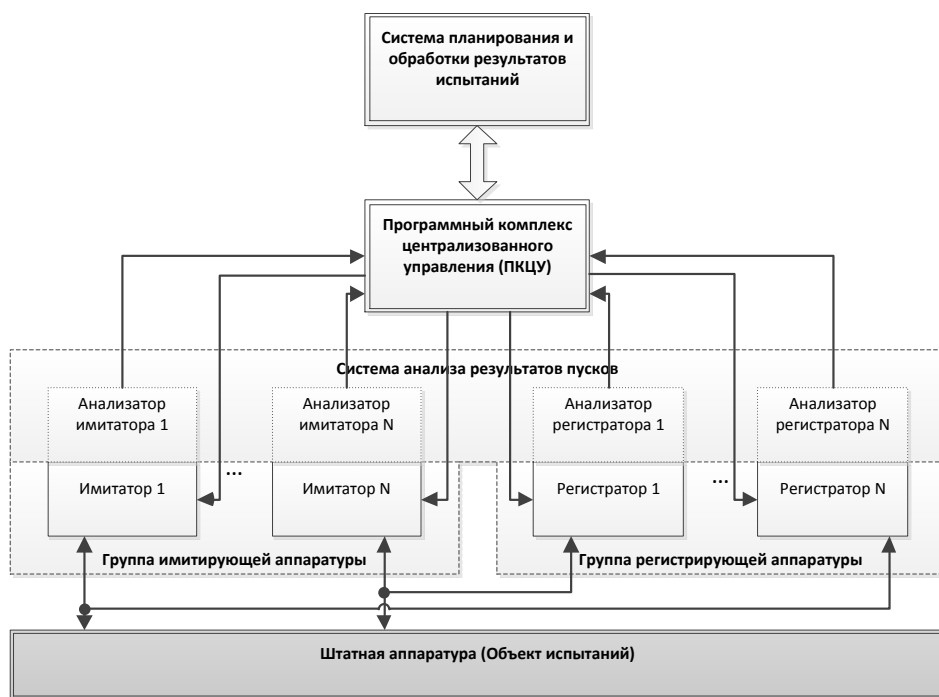 Система планирования и
обработки результатов
испытаний
Программный комплекс
централизованного
управления (ПКЦУ)
Система анализа результатов пусков
Анализатор
имитатора 1
Анализатор
имитатора N
Анализатор
регистратора 1
Анализатор
регистратора N
...
...
Имитатор 1
Имитатор N
Регистратор 1
Регистратор N
Группа имитирующей аппаратуры
Группа регистрирующей аппаратуры
Штатная аппаратура (Объект испытаний)